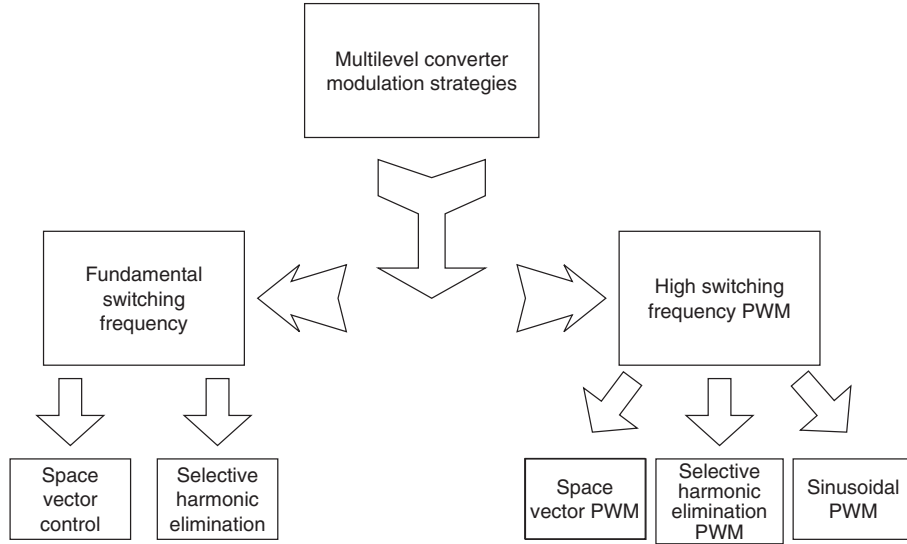 Multilevel converter
modulation strategies
Fundamental
switching
frequency
High switching
frequency PWM
Space
vector
control
Selective
harmonic
elimination
Space
vector PWM
Selective
harmonic
elimination PWM
PWM
Sinusoidal
PWM